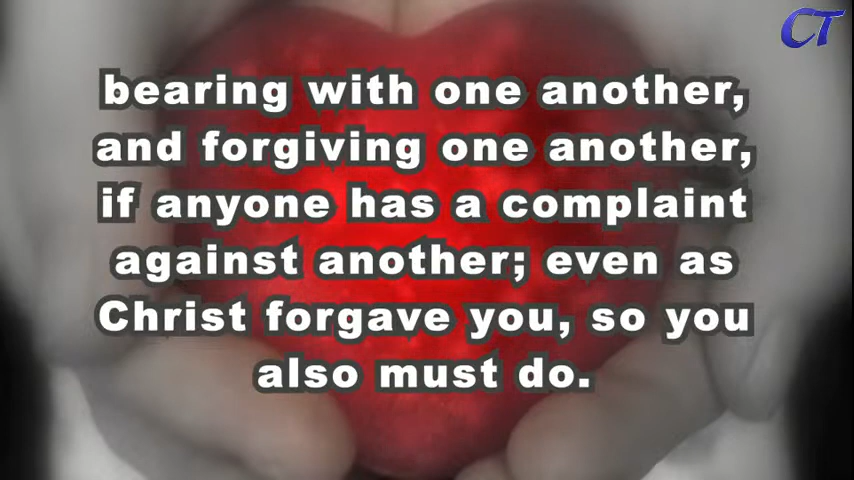 CT
bearing with one another,
and forgiving one another,
if anyone has a complaint
against another; even as
Christ forgave you, so you
also must do.